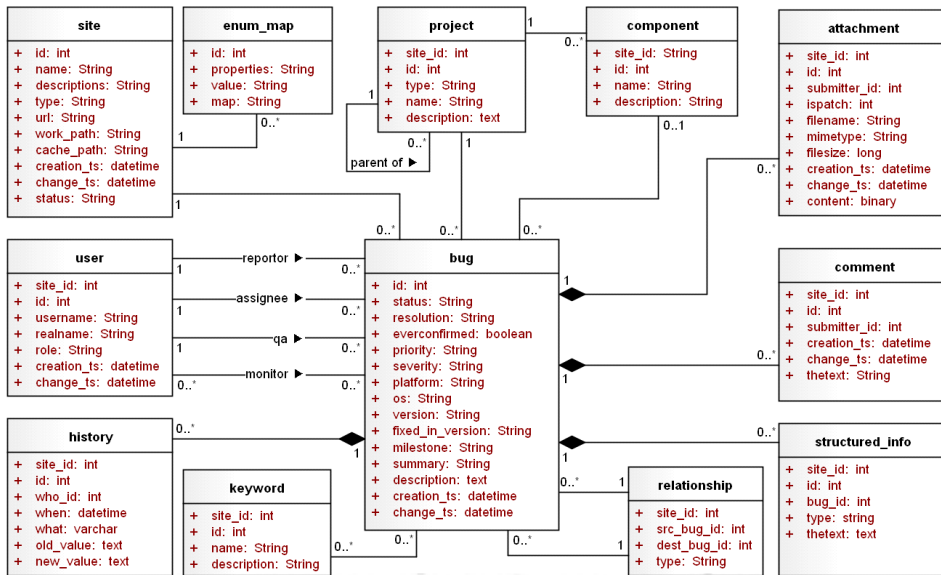 site
+ id: int
+ name: String
+ descriptions: String
+ type: String
+ url: String
+ work_path: String
+ cache_path: String
+ creation_ts: datetime
+ change_ts: datetime
+ status: String
enum_map
+ id: int
+ properties: String
+ value: String
+ map: String
0..*
1
1
0..*
project
+ site_id: int
+ id: int
+ type: String
+ name: String
+ description: text
1
0..*
parent of ►
1
0..*
1
0..*
component
+ site_id: String
+ id: int
+ name: String
+ description: String
0..1
0..*
attachment
+ site_id: int
+ id: int
+ submitter_id: int
+ ispatch: int
+ filename: String
+ mimetype: String
+ filesize: long
+ creation_ts: datetime
+ change_ts: datetime
+ content: binary
0..*
1
user
+ site_id: int
+ id: int
+ username: String
+ realname: String
+ role: String
+ creation_ts: datetime
+ change_ts: datetime
reportor ►
1
0..*
assignee ►
1
0..*
qa ►
1
0..*
monitor ►
0..*
0..*
bug
+ id: int
+ status: String
+ resolution: String
+ everconfirmed: boolean
+ priority: String
+ severity: String
+ platform: String
+ os: String
+ version: String
+ fixed_in_version: String
+ milestone: String
+ summary: String
+ description: text
+ creation_ts: datetime
+ change_ts: datetime
comment
+ site_id: int
+ id: int
+ submitter_id: int
+ creation_ts: datetime
+ change_ts: datetime
+ thetext: String
0..*
1
history
+ site_id: int
+ id: int
+ who_id: int
+ when: datetime
+ what: varchar
+ old_value: text
+ new_value: text
0..*
1
keyword
+ site_id: int
+ id: int
+ name: String
+ description: String
0..*
0..*
relationship
+ site_id: int
+ src_bug_id: int
+ dest_bug_id: int
+ type: String
0..*
1
0..*
1
structured_info
+ site_id: int
+ id: int
+ bug_id: int
+ type: string
+ thetext: text
0..*
1